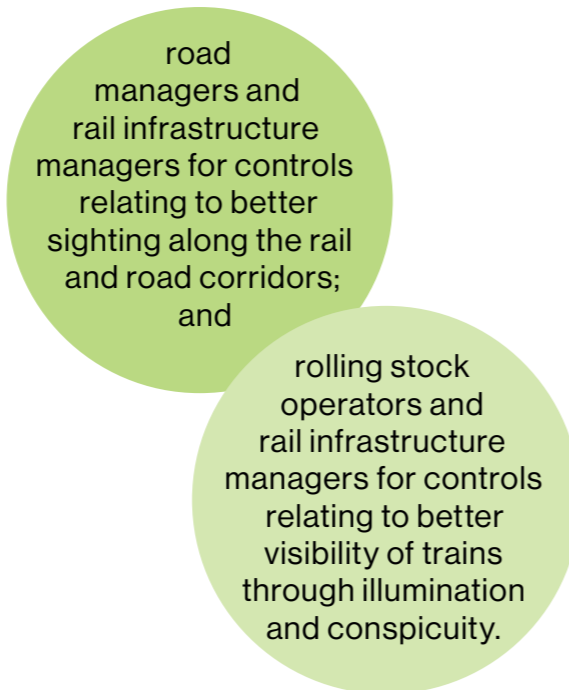 road
managers and
rail infrastructure
managers for controls
relating to better
sighting along the rail
and road corridors;
and
rolling stock
operators and
rail infrastructure
managers for controls
relating to better
visibility of trains
through illumination
and conspicuity.